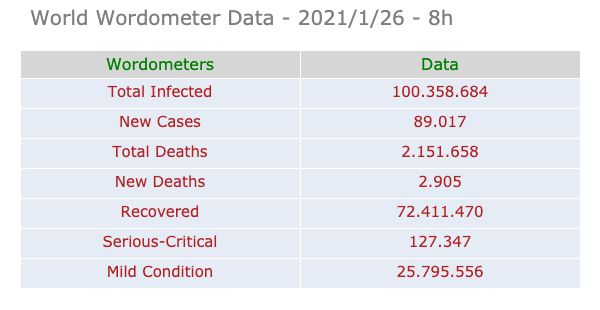 World Wordometer Data - 2021/1/26 - 8h
Wordometers Data
Total Infected 100.358.684
New Cases 89.017
Total Deaths 2.151.658
New Deaths 2.905
Recovered 72.411.470
Serious-Critical 127.347
Mild Condition 25.795.556